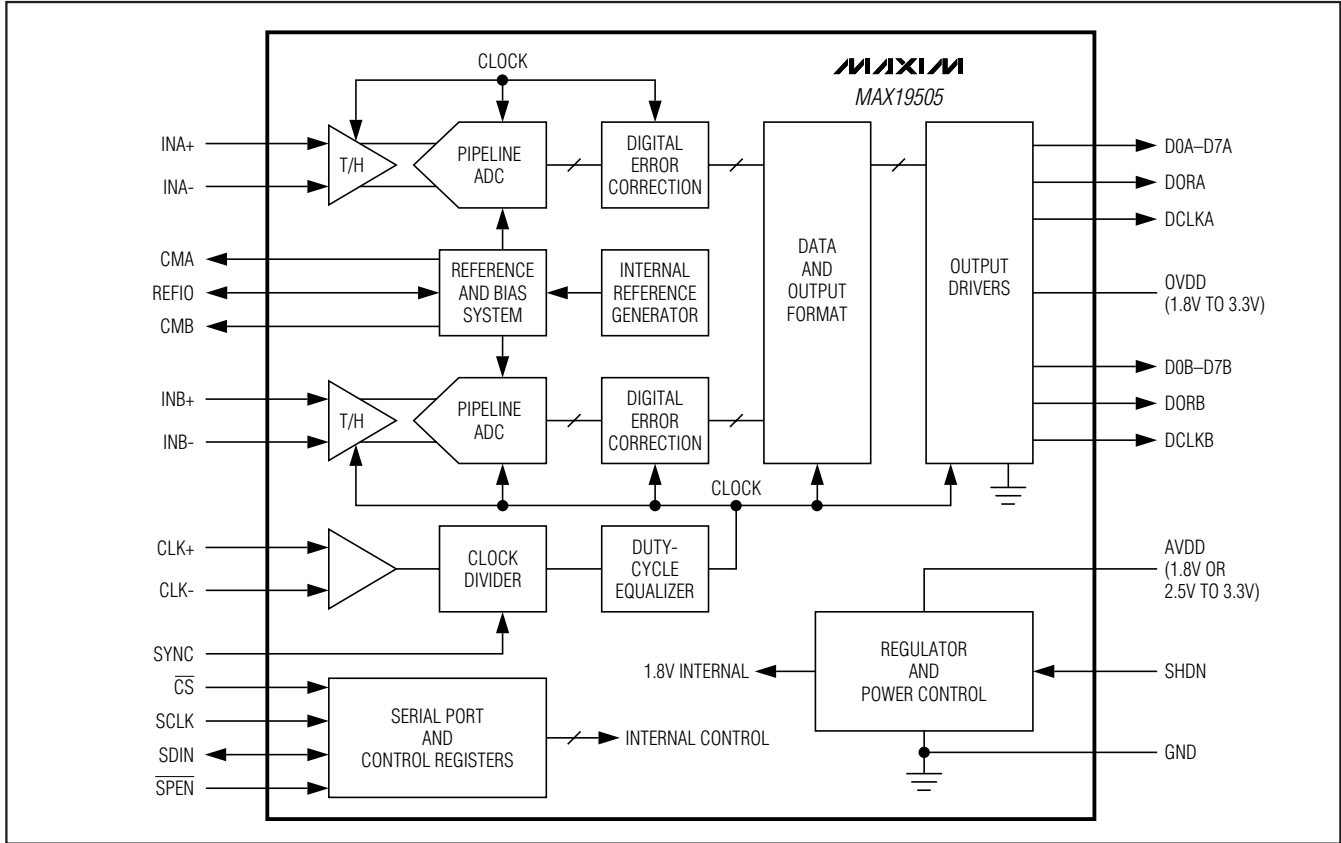 CLOCK
MAXIM
MAX19505
INA+
INA-
T/H
PIPELINE
ADC
DIGITAL
ERROR
CORRECTION
DATA
AND
OUTPUT
FORMAT
OUTPUT
DRIVERS
D0A–D7A
DORA
DCLKA
CMA
REFIO
CMB
REFERENCE
AND BIAS
SYSTEM
INTERNAL
REFERENCE
GENERATOR
OVDD
(1.8V TO 3.3V)
INB+
INB-
T/H
PIPELINE
ADC
DIGITAL
ERROR
CORRECTION
D0B–D7B
DORB
DCLKB
CLOCK
CLK+
CLK-
CLOCK
DIVIDER
DUTY-
CYCLE
EQUALIZER
AVDD
(1.8V OR
2.5V TO 3.3V)
SYNC
CS
SCLK
SDIN
SPEN
SERIAL PORT
AND
CONTROL REGISTERS
INTERNAL CONTROL
1.8V INTERNAL
REGULATOR
AND
POWER CONTROL
SHDN
GND